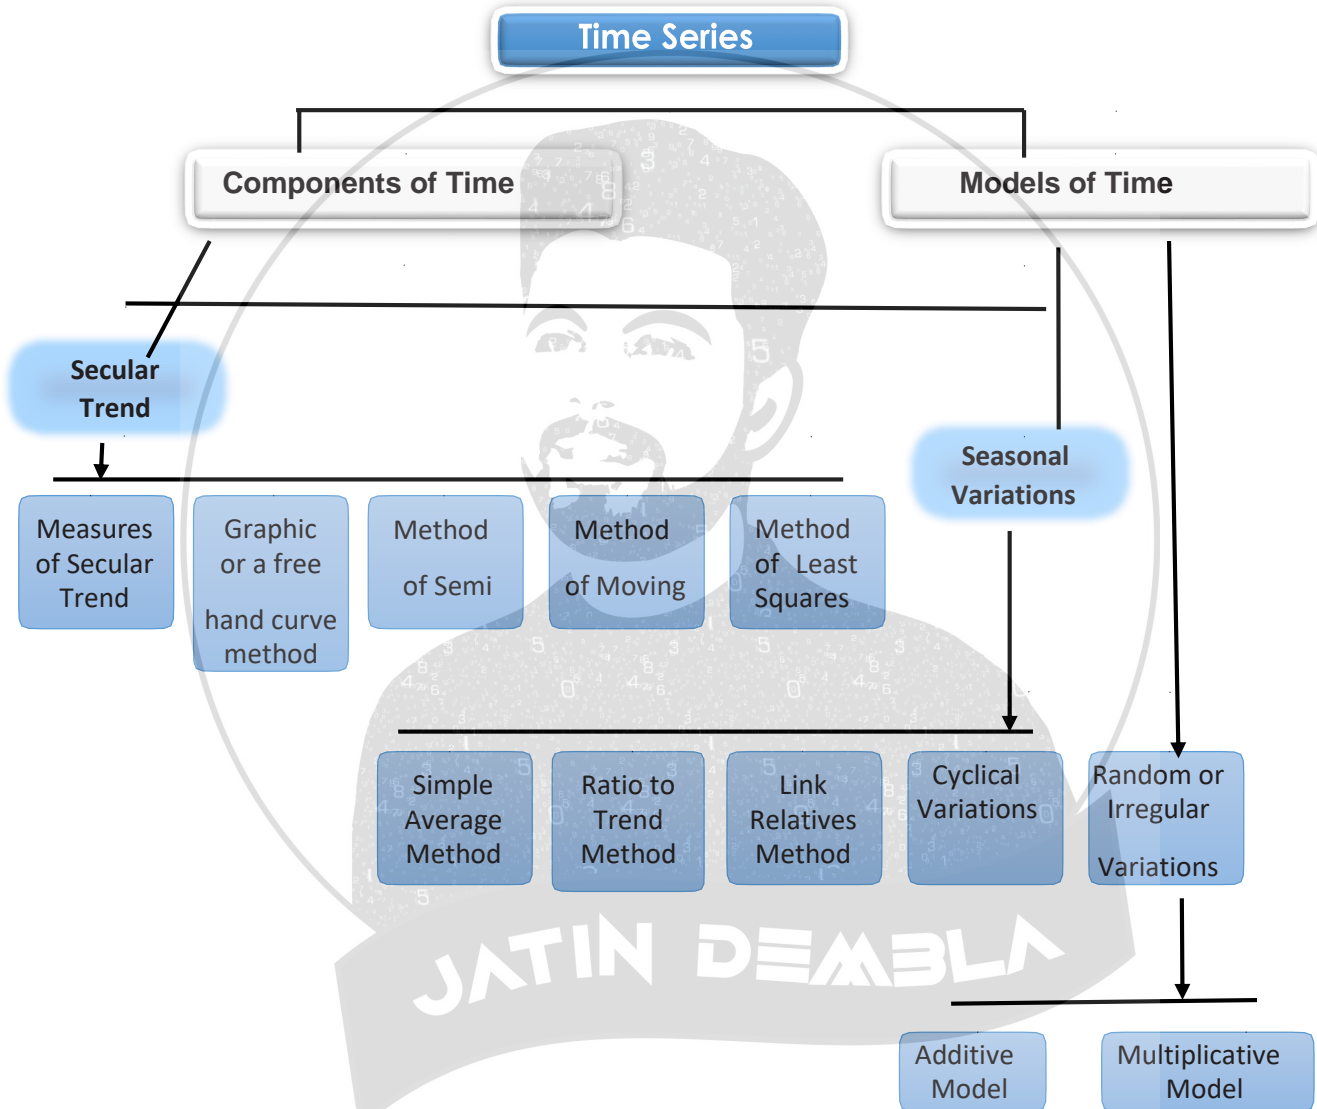 Time Series
Components of Time
Models of Time
Secular
Trend
Seasonal
Variations
Measures
of Secular
Trend
Graphic
or a free
hand curve
method
Method
of Semi
Method
of Moving
Method
of Least
Squares
Simple
Average
Method
Ratio to
Trend
Method
Link
Relatives
Method
Cyclical
Variations
Random or
Irregular
Variations
JATIN DEMBLA
Additive
Model
Multiplicative
Model